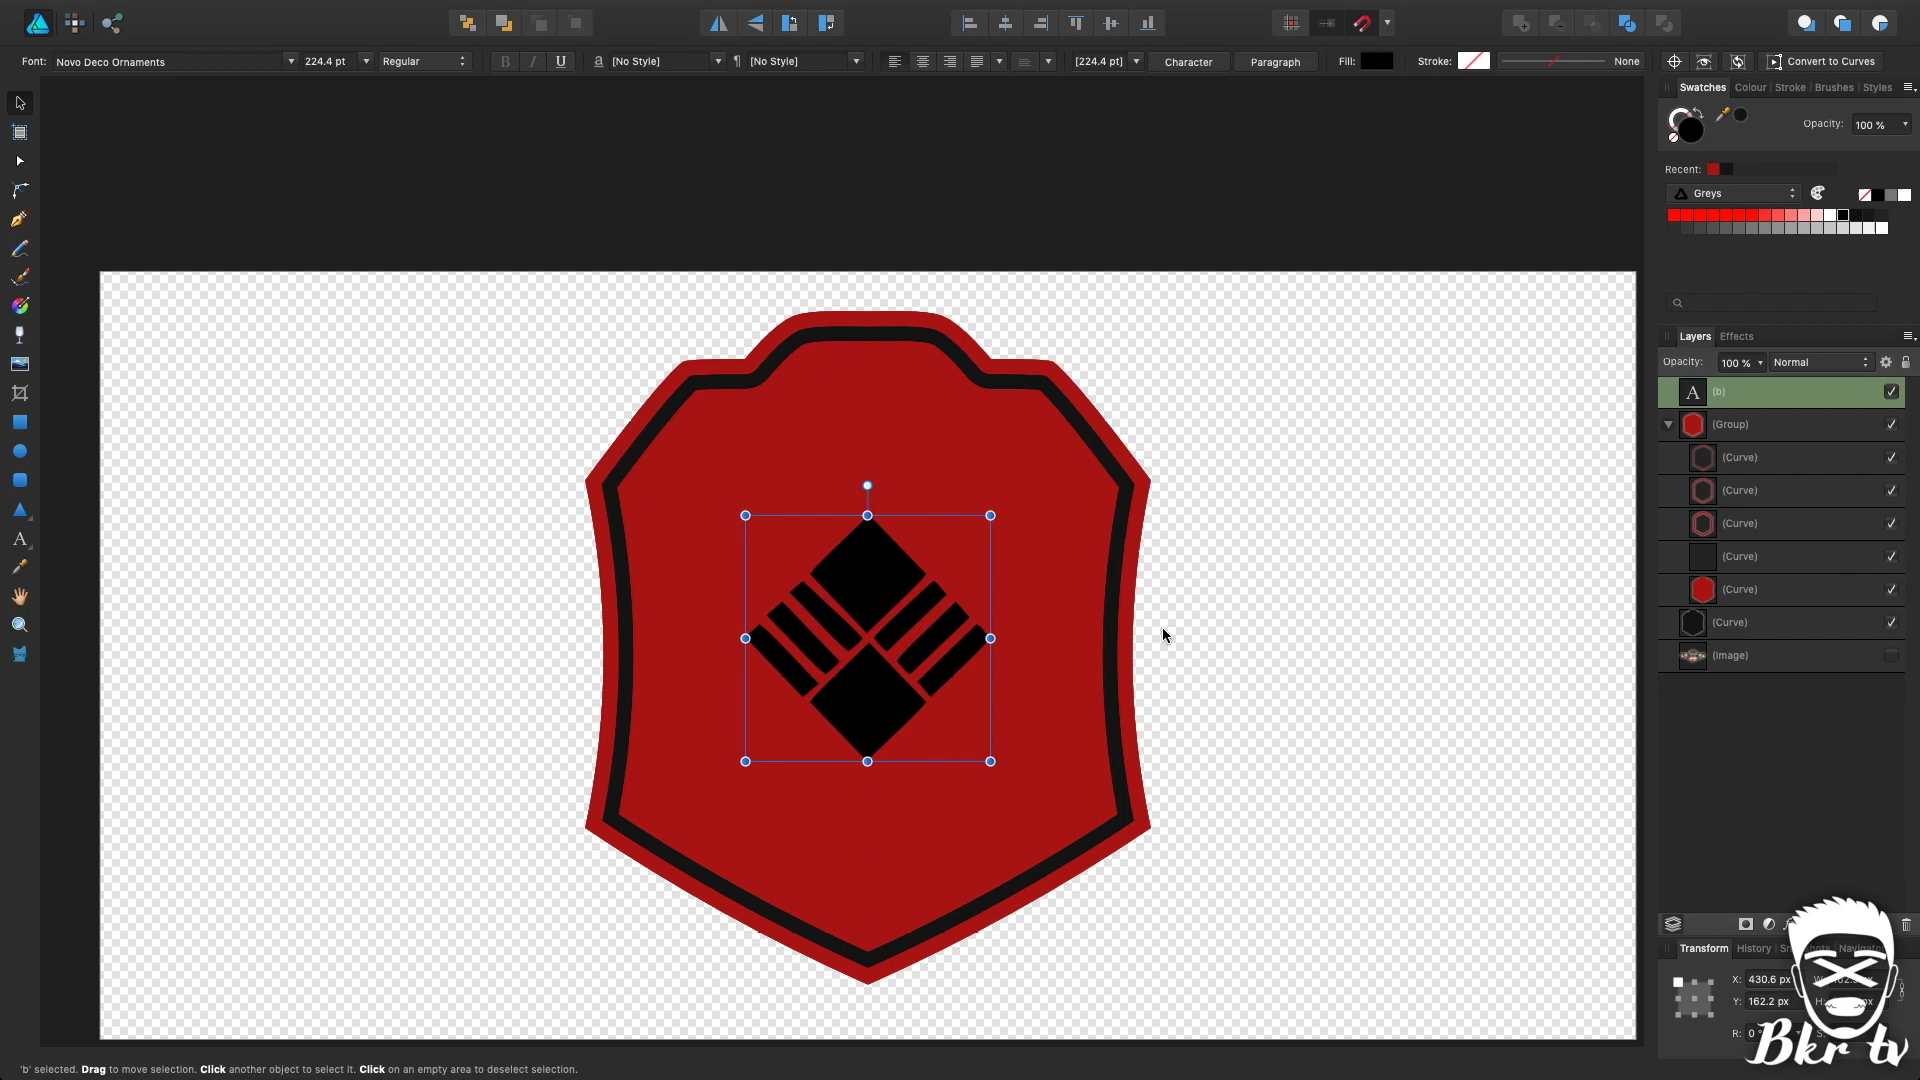 Font: Novo Deco Ornaments 224.4 pt Regular B I U a [No Style] ¶ [No Style] [224.4 pt] Character Paragraph Fill: Stroke: None Convert to Curves
Swatches Colour Stroke Brushes Styles
Opacity: 100 %
Recent:
Greys
Layers Effects
Opacity: 100 % Normal
A (b)
(Group)
(Curve)
(Curve)
(Curve)
(Curve)
(Curve)
(Curve)
(Image)
A
Transform History
X: 430.6 px
Y: 162.2 px
R: 0
Bkr tv
'b' selected. Drag to move selection. Click another object to select it. Click on an empty area to deselect selection.